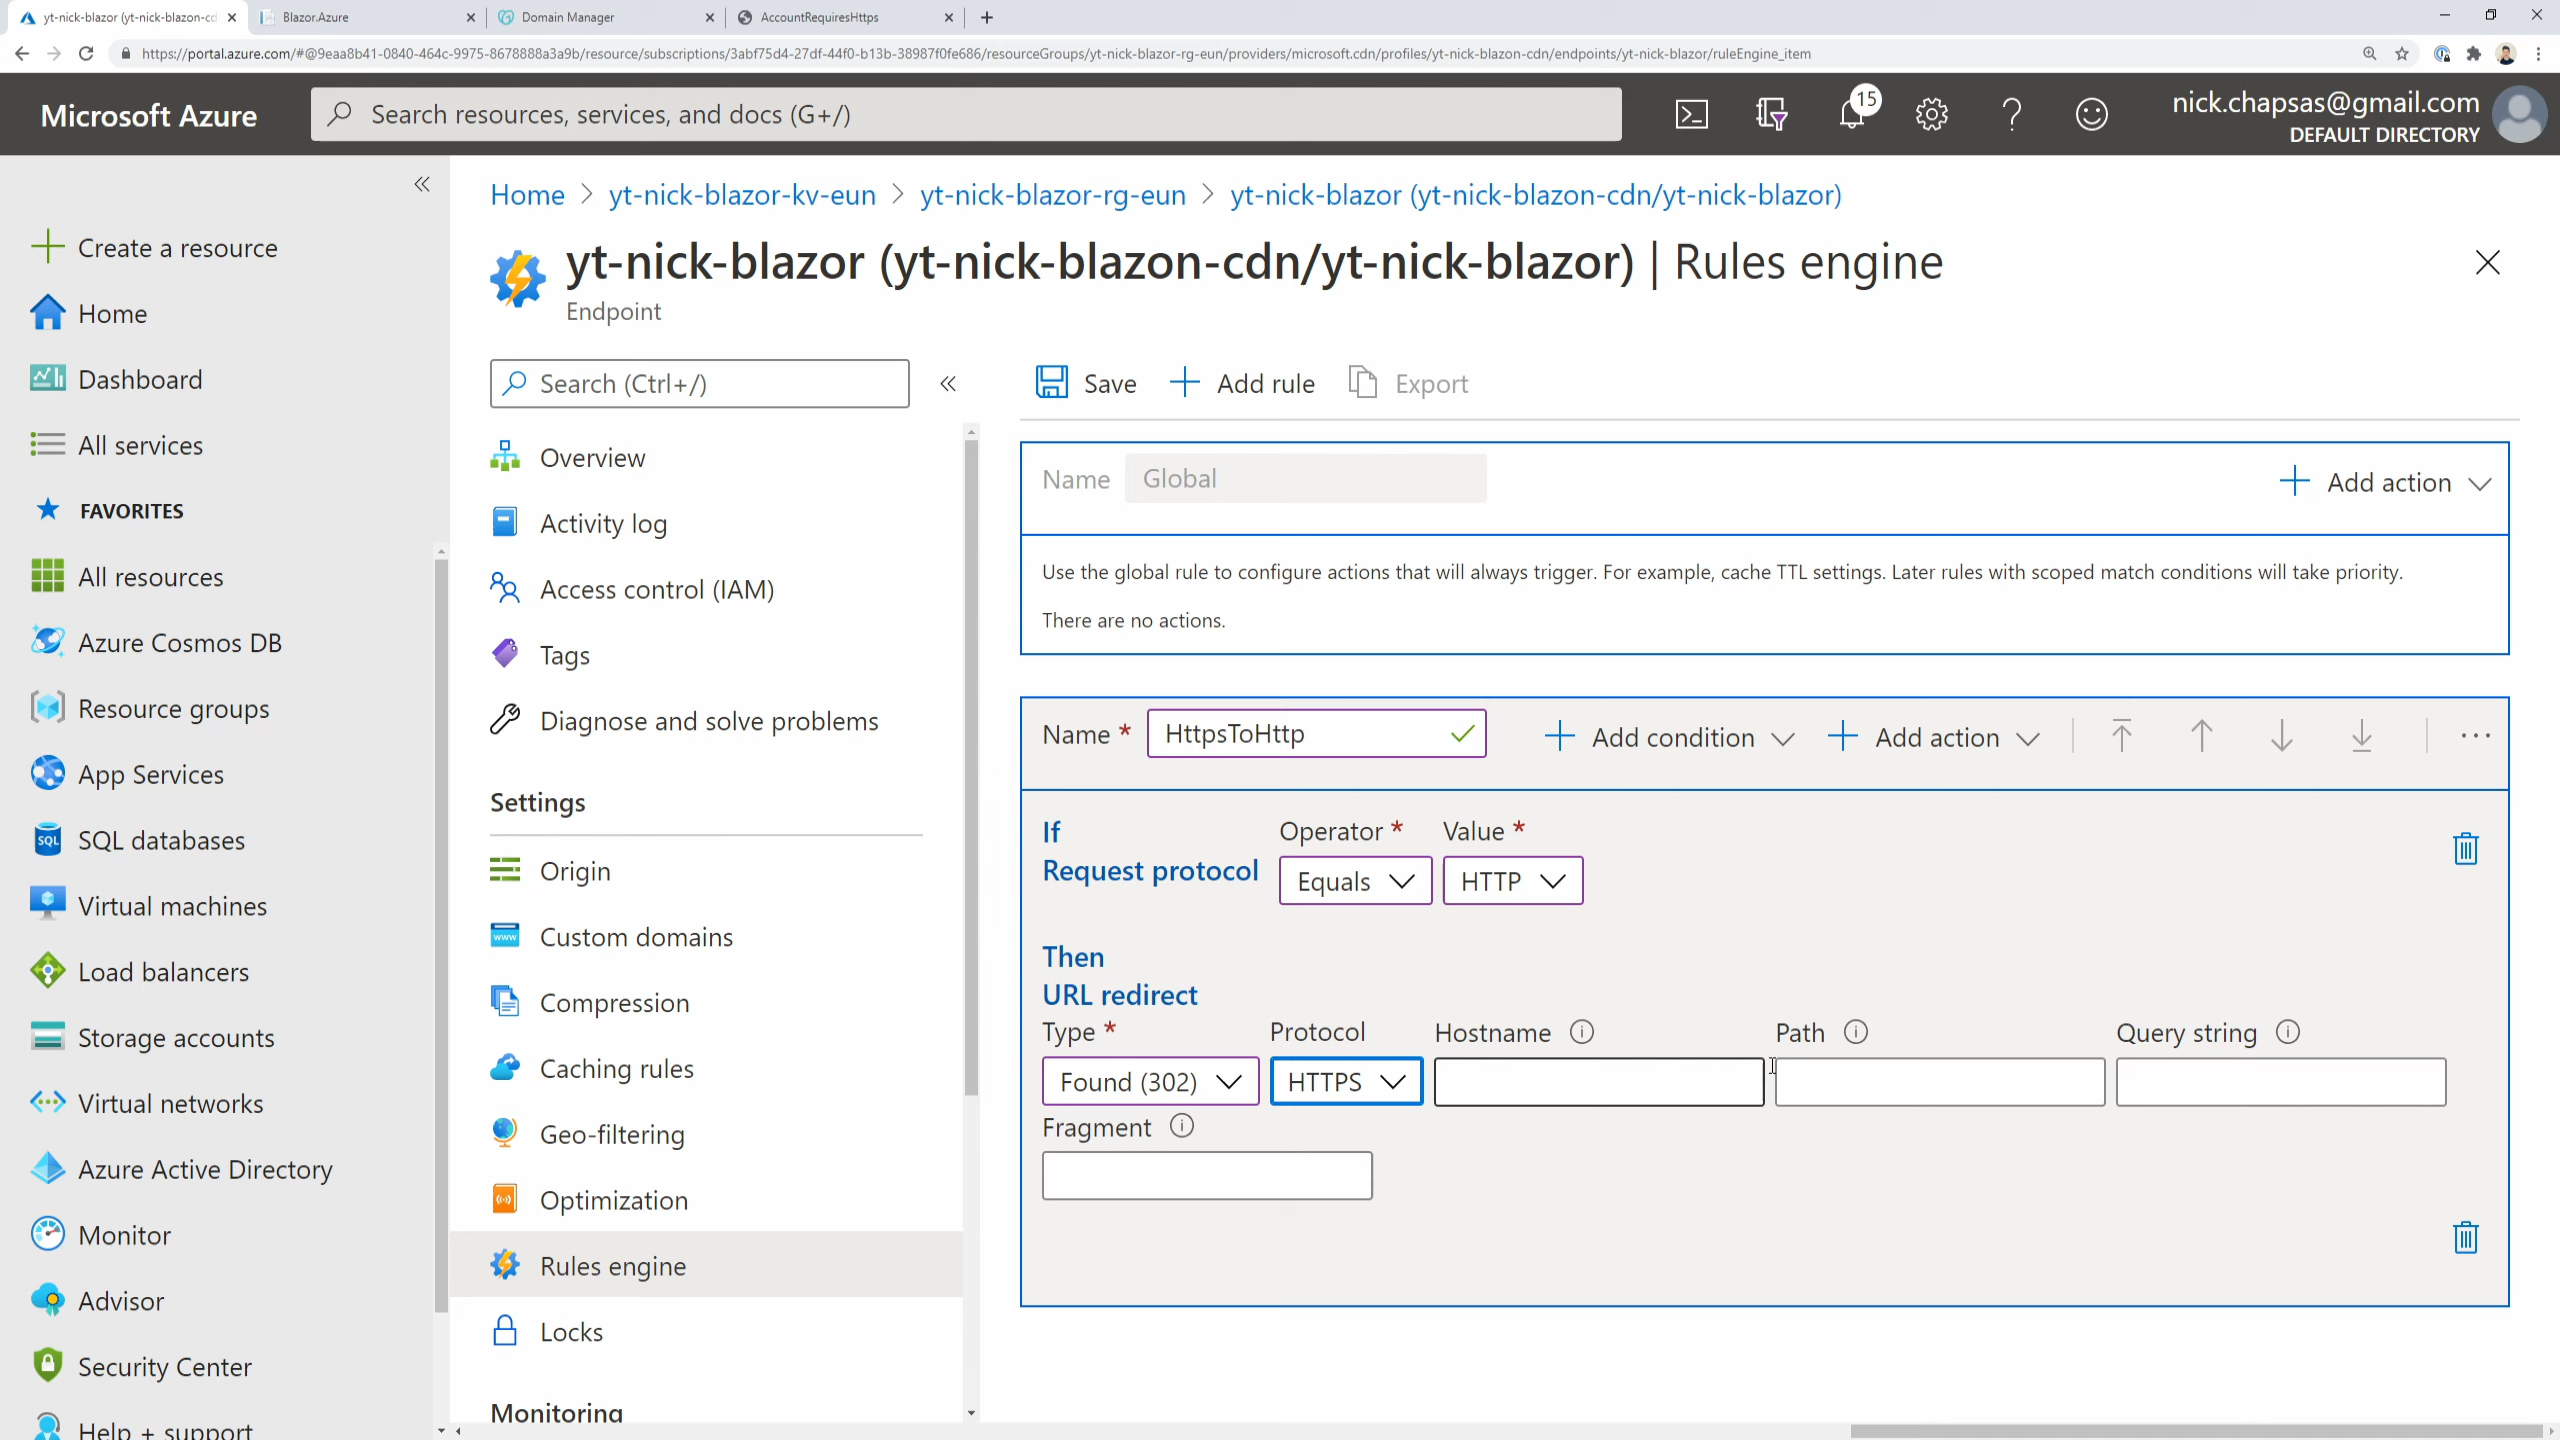 yt-nick-blazor (yt-nick-blazon-cd
Blazor.Azure
Domain Manager
AccountRequiresHttps
https://portal.azure.com/#@9eaa8b41-0840-464c-9975-8678888a3a9b/resource/subscriptions/3abf75d4-27df-44f0-b13b-38987f0fe686/resourceGroups/yt-nick-blazor-rg-eun/providers/microsoft.cdn/profiles/yt-nick-blazon-cdn/endpoints/yt-nick-blazor/ruleEngine_item
Microsoft Azure
Search resources, services, and docs (G+/)
15
nick.chapsas@gmail.com
DEFAULT DIRECTORY
Create a resource
Home
Dashboard
All services
FAVORITES
All resources
Azure Cosmos DB
Resource groups
App Services
SQL databases
Virtual machines
Load balancers
Storage accounts
Virtual networks
Azure Active Directory
Monitor
Advisor
Security Center
Help + support
Home > yt-nick-blazor-kv-eun > yt-nick-blazor-rg-eun > yt-nick-blazor (yt-nick-blazon-cdn/yt-nick-blazor)
yt-nick-blazor (yt-nick-blazon-cdn/yt-nick-blazor) | Rules engine
Endpoint
Search (Ctrl+/)
Overview
Activity log
Access control (IAM)
Tags
Diagnose and solve problems
Settings
Origin
Custom domains
Compression
Caching rules
Geo-filtering
Optimization
Rules engine
Locks
Monitoring
Save Add rule Export
Name Global Add action
Use the global rule to configure actions that will always trigger. For example, cache TTL settings. Later rules with scoped match conditions will take priority.
There are no actions.
Name * HttpsToHttp Add condition Add action
If Operator * Value *
Request protocol Equals HTTP
Then
URL redirect
Type * Protocol Hostname Path Query string
Found (302) HTTPS
Fragment